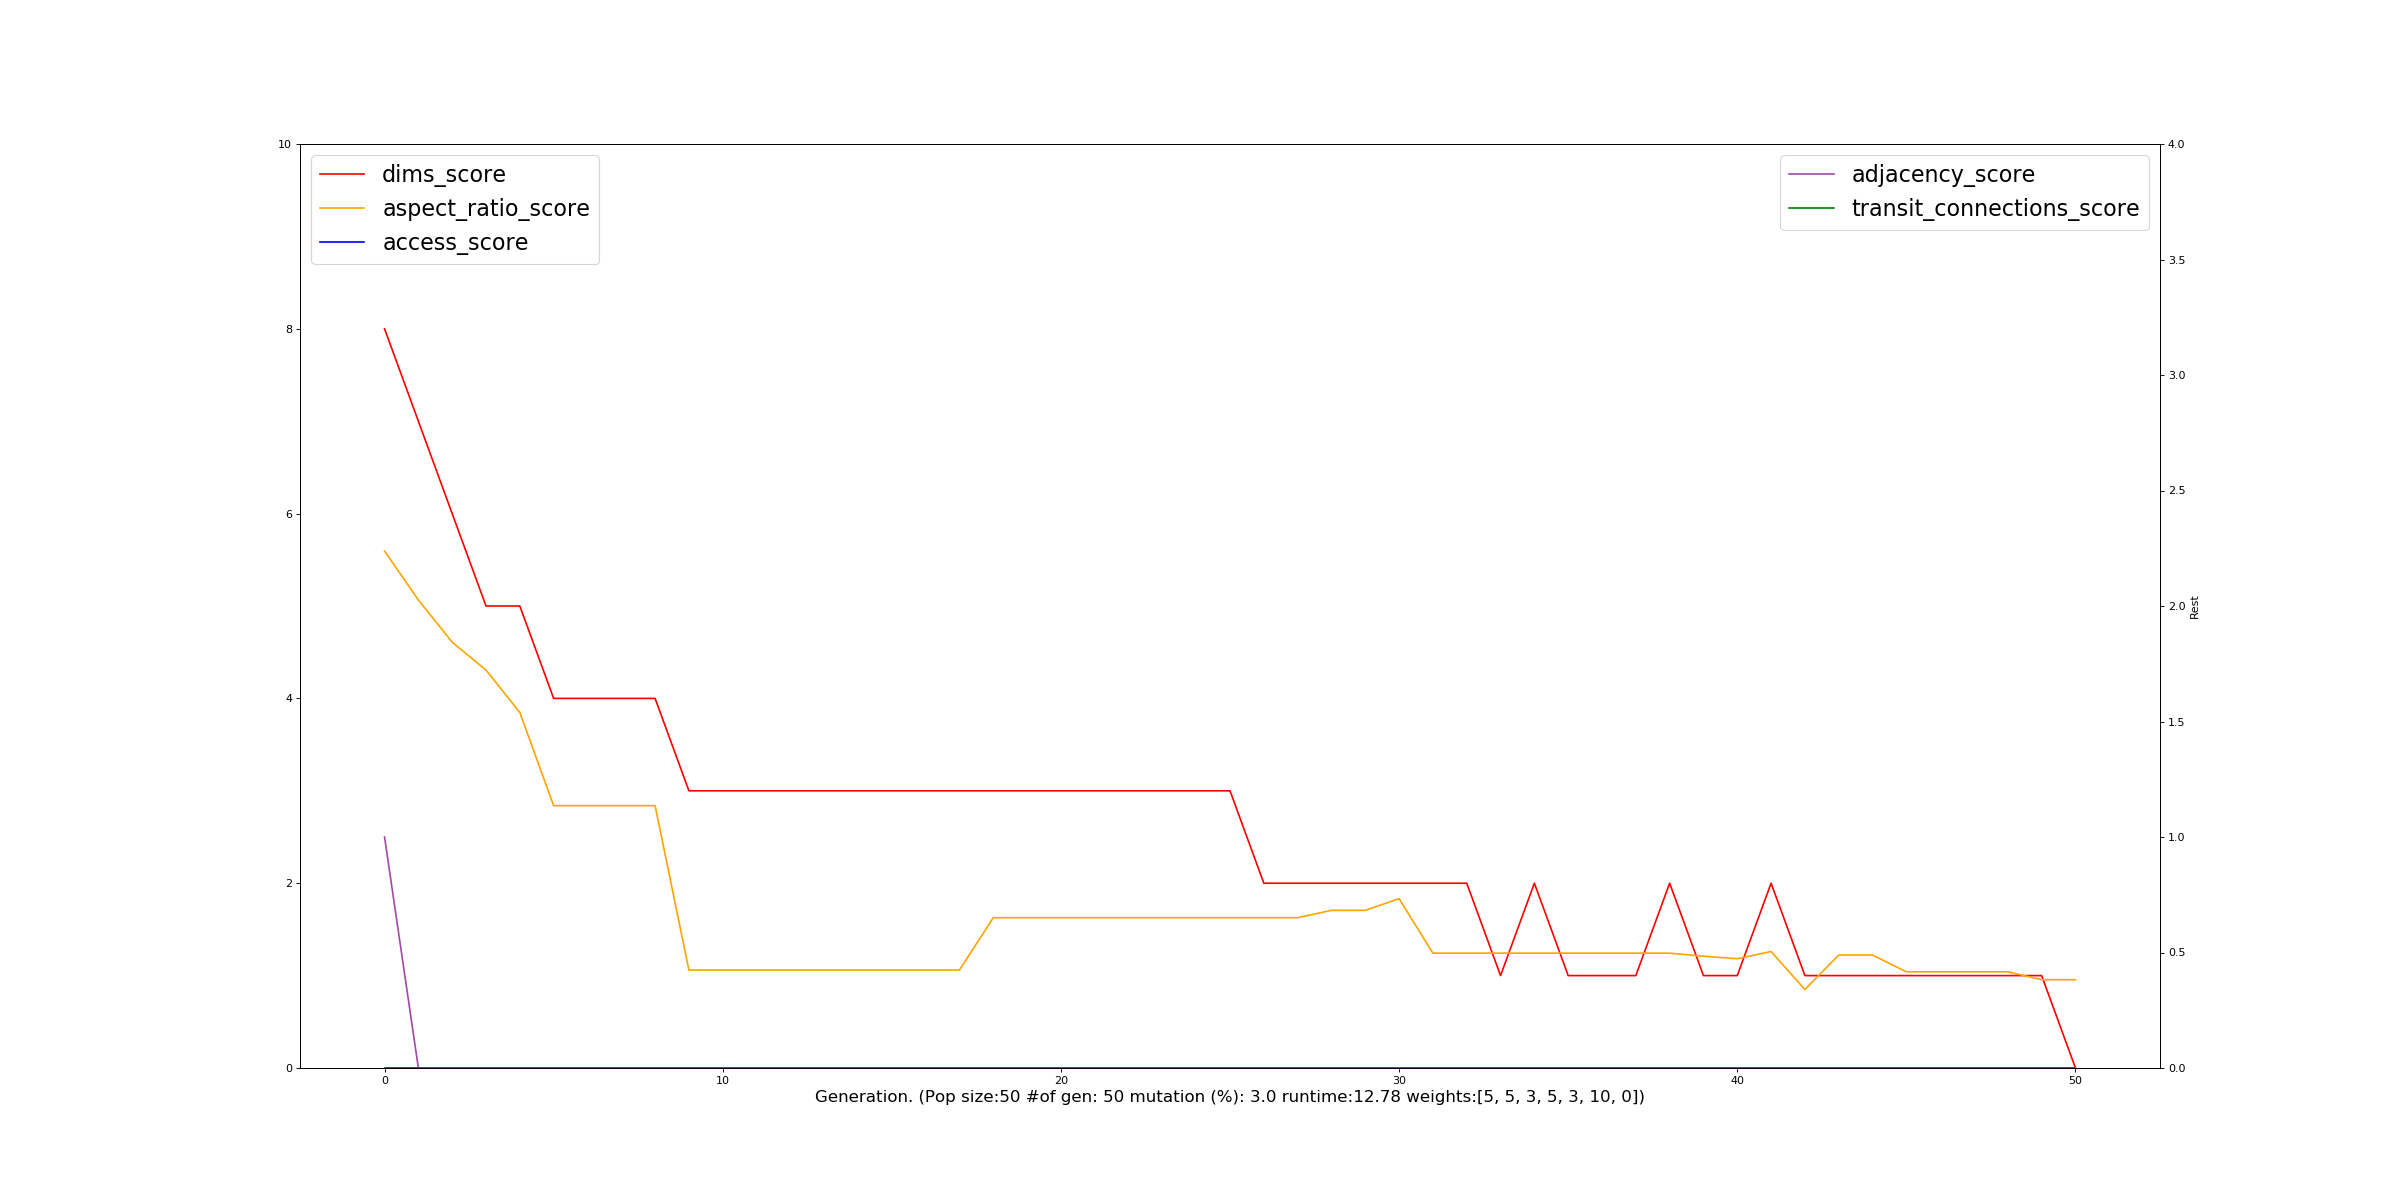 dims_score
aspect_ratio_score
access_score
adjacency_score
transit_connections_score
10
8
6
4
2
0
4.0
3.5
3.0
2.5
2.0
1.5
1.0
0.5
0.0
Rest
0 10 20 30 40 50
Generation. (Pop size:50 #of gen: 50 mutation (%): 3.0 runtime:12.78 weights:[5, 5, 3, 5, 3, 10, 0])